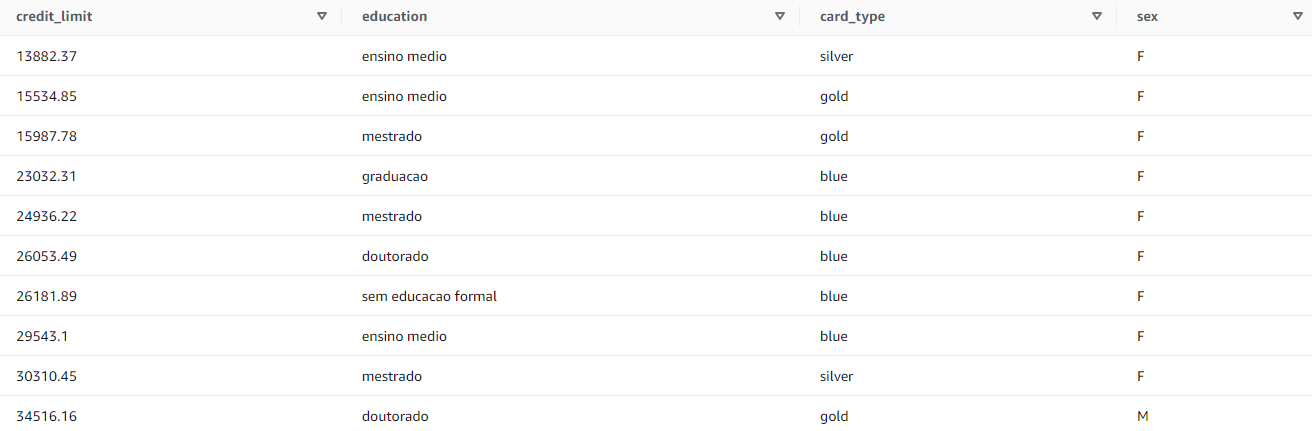 credit_limit education card_type sex
13882.37 ensino medio silver F
15534.85 ensino medio gold F
15987.78 mestrado gold F
23032.31 graduacao blue F
24936.22 mestrado blue F
26053.49 doutorado blue F
26181.89 sem educacao formal blue F
29543.1 ensino medio blue F
30310.45 mestrado silver F
34516.16 doutorado gold M